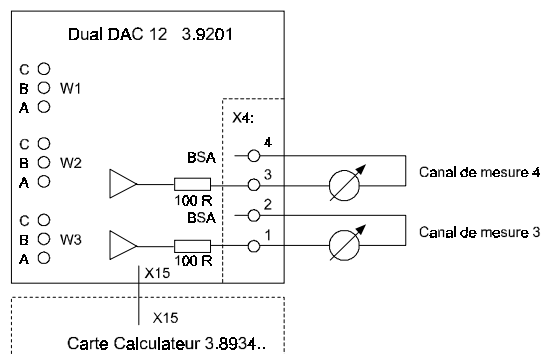 Dual DAC 12 3.9201
C
B W1
A
X4:
C
B W2
A
BSA
4
3
100 R
Canal de mesure 4
BSA
2
C
B W3
A
1
100 R
Canal de mesure 3
X15
X15
Carte Calculateur 3.8934..